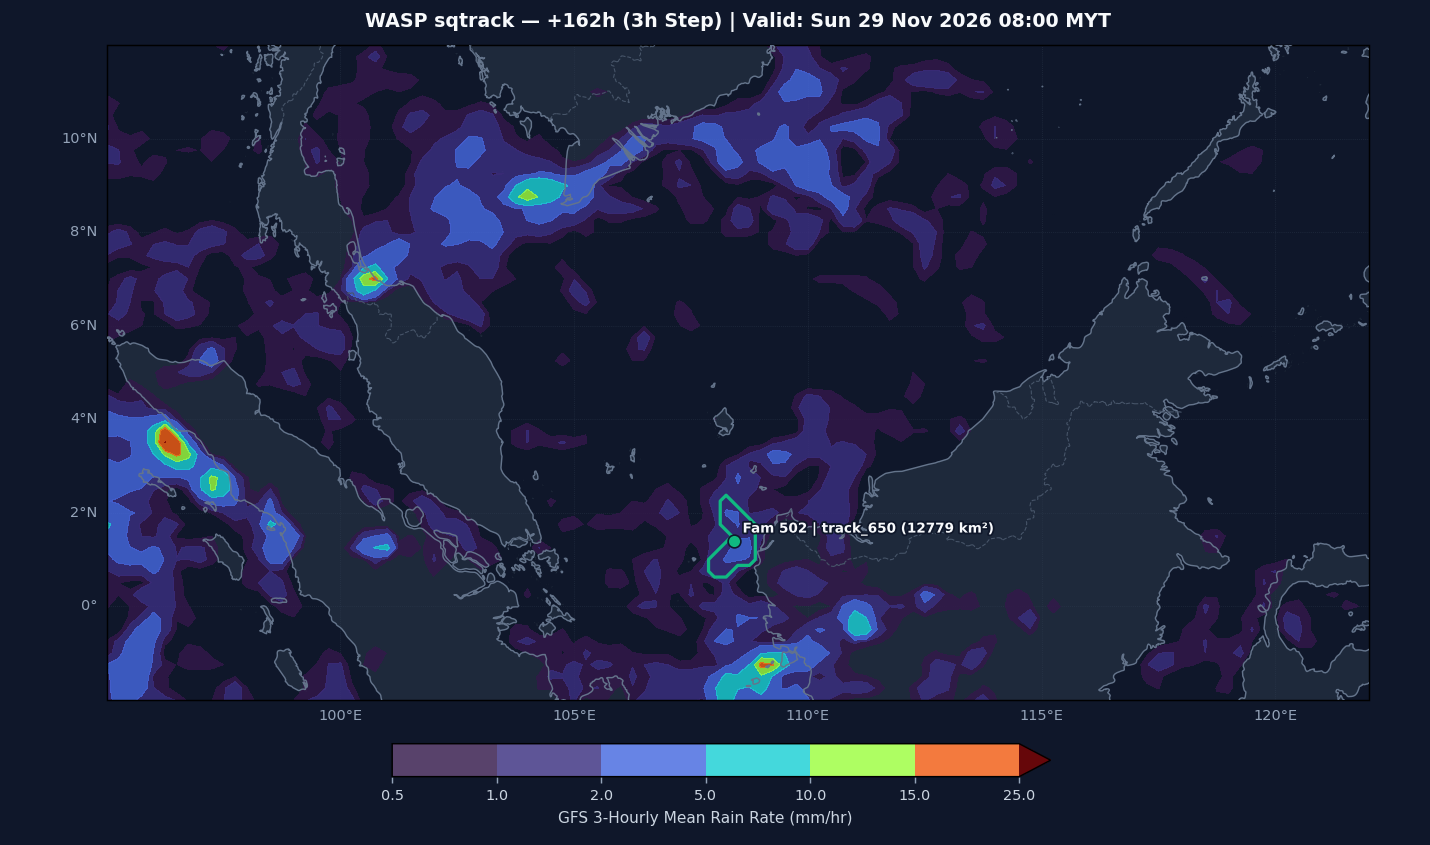 WASP sqtrack — +162h (3h Step) | Valid: Sun 29 Nov 2026 08:00 MYT
10°N
8°N
6°N
4°N
2°N
0°
Fam 502 | track_650 (12779 km²)
100°E
105°E
110°E
115°E
120°E
0.5
1.0
2.0
5.0
10.0
15.0
25.0
GFS 3-Hourly Mean Rain Rate (mm/hr)